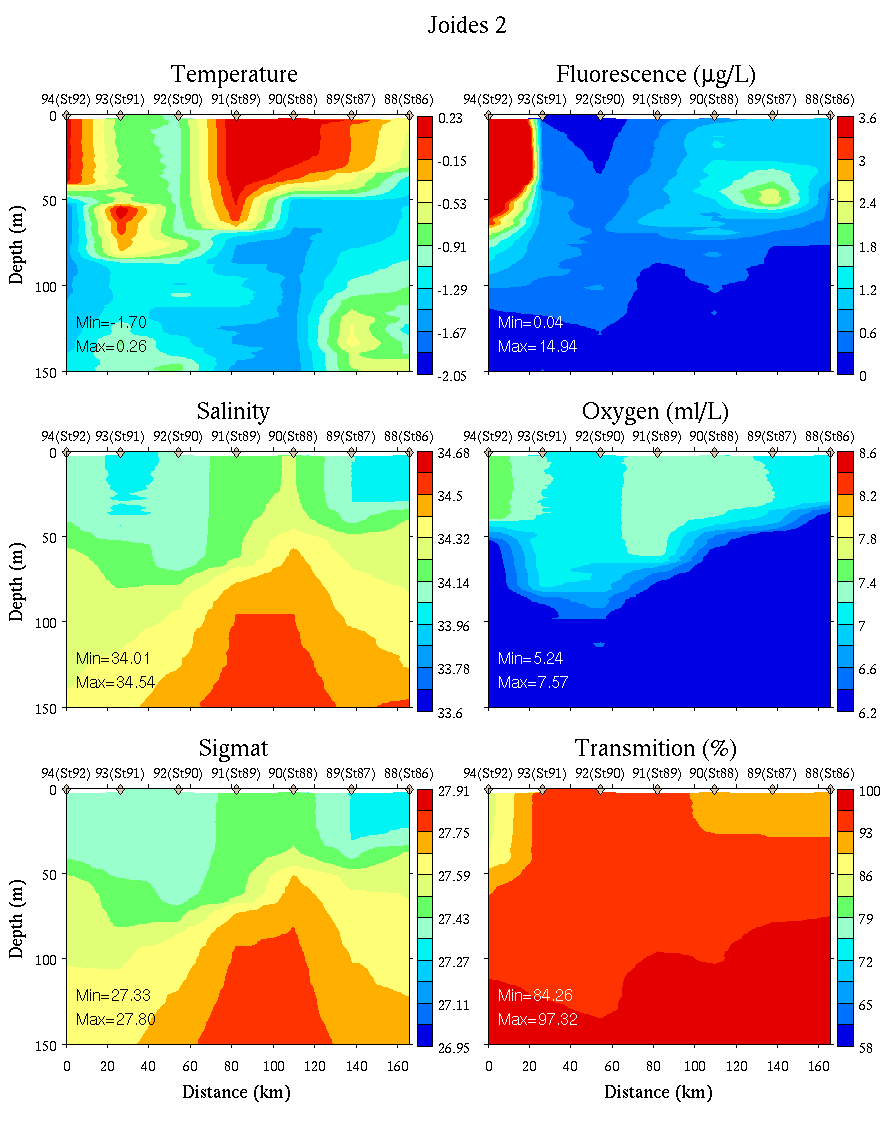 Joides 2
Temperature
Fluorescence (µg/L)
94(St92) 93(St91) 92(St90) 91(St89) 90(St88) 89(St87) 88(St86)
94(St92) 93(St91) 92(St90) 91(St89) 90(St88) 89(St87) 88(St86)
0
50
100
150
Depth (m)
Min=-1.70
Max=0.26
0.23
-0.15
-0.53
-0.91
-1.29
-1.67
-2.05
Min=0.04
Max=14.94
3.6
3
2.4
1.8
1.2
0.6
0
Salinity
Oxygen (ml/L)
94(St92) 93(St91) 92(St90) 91(St89) 90(St88) 89(St87) 88(St86)
94(St92) 93(St91) 92(St90) 91(St89) 90(St88) 89(St87) 88(St86)
0
50
100
150
Depth (m)
Min=34.01
Max=34.54
34.68
34.5
34.32
34.14
33.96
33.78
33.6
Min=5.24
Max=7.57
8.6
8.2
7.8
7.4
7
6.6
6.2
Sigmat
Transmition (%)
94(St92) 93(St91) 92(St90) 91(St89) 90(St88) 89(St87) 88(St86)
94(St92) 93(St91) 92(St90) 91(St89) 90(St88) 89(St87) 88(St86)
0
50
100
150
Depth (m)
Min=27.33
Max=27.80
27.91
27.75
27.59
27.43
27.27
27.11
26.95
Min=84.26
Max=97.32
100
93
86
79
72
65
58
0 20 40 60 80 100 120 140 160
0 20 40 60 80 100 120 140 160
Distance (km)
Distance (km)